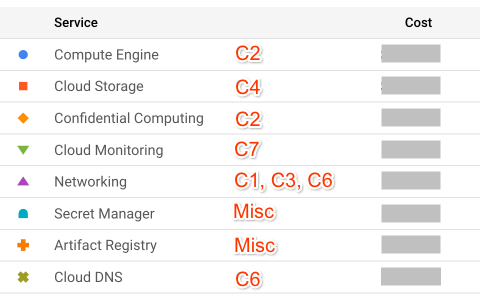 Service Cost
Compute Engine C2
Cloud Storage C4
Confidential Computing C2
Cloud Monitoring C7
Networking C1, C3, C6
Secret Manager Misc
Artifact Registry Misc
Cloud DNS C6